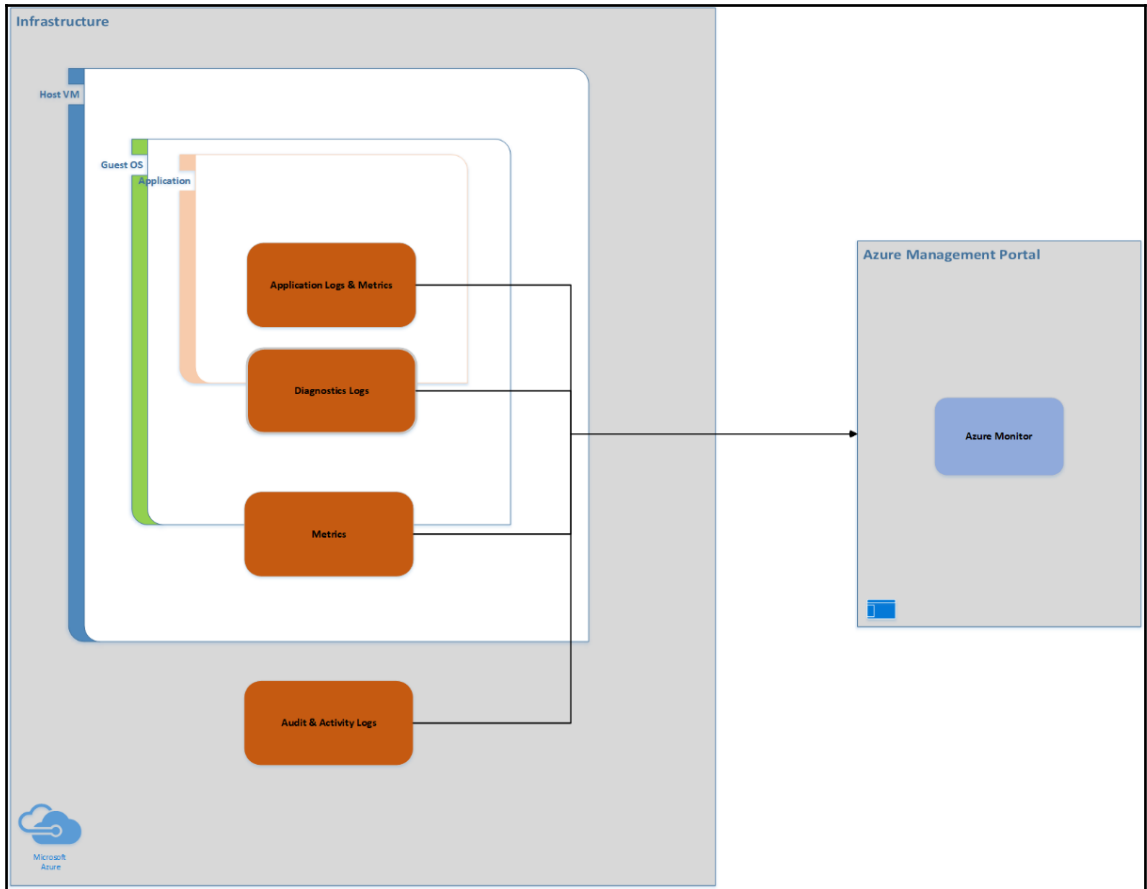 Infrastructure
Host VM
Guest OS
Application
Application Logs & Metrics
Diagnostics Logs
Metrics
Audit & Activity Logs
Microsoft
Azure
Azure Management Portal
Azure Monitor